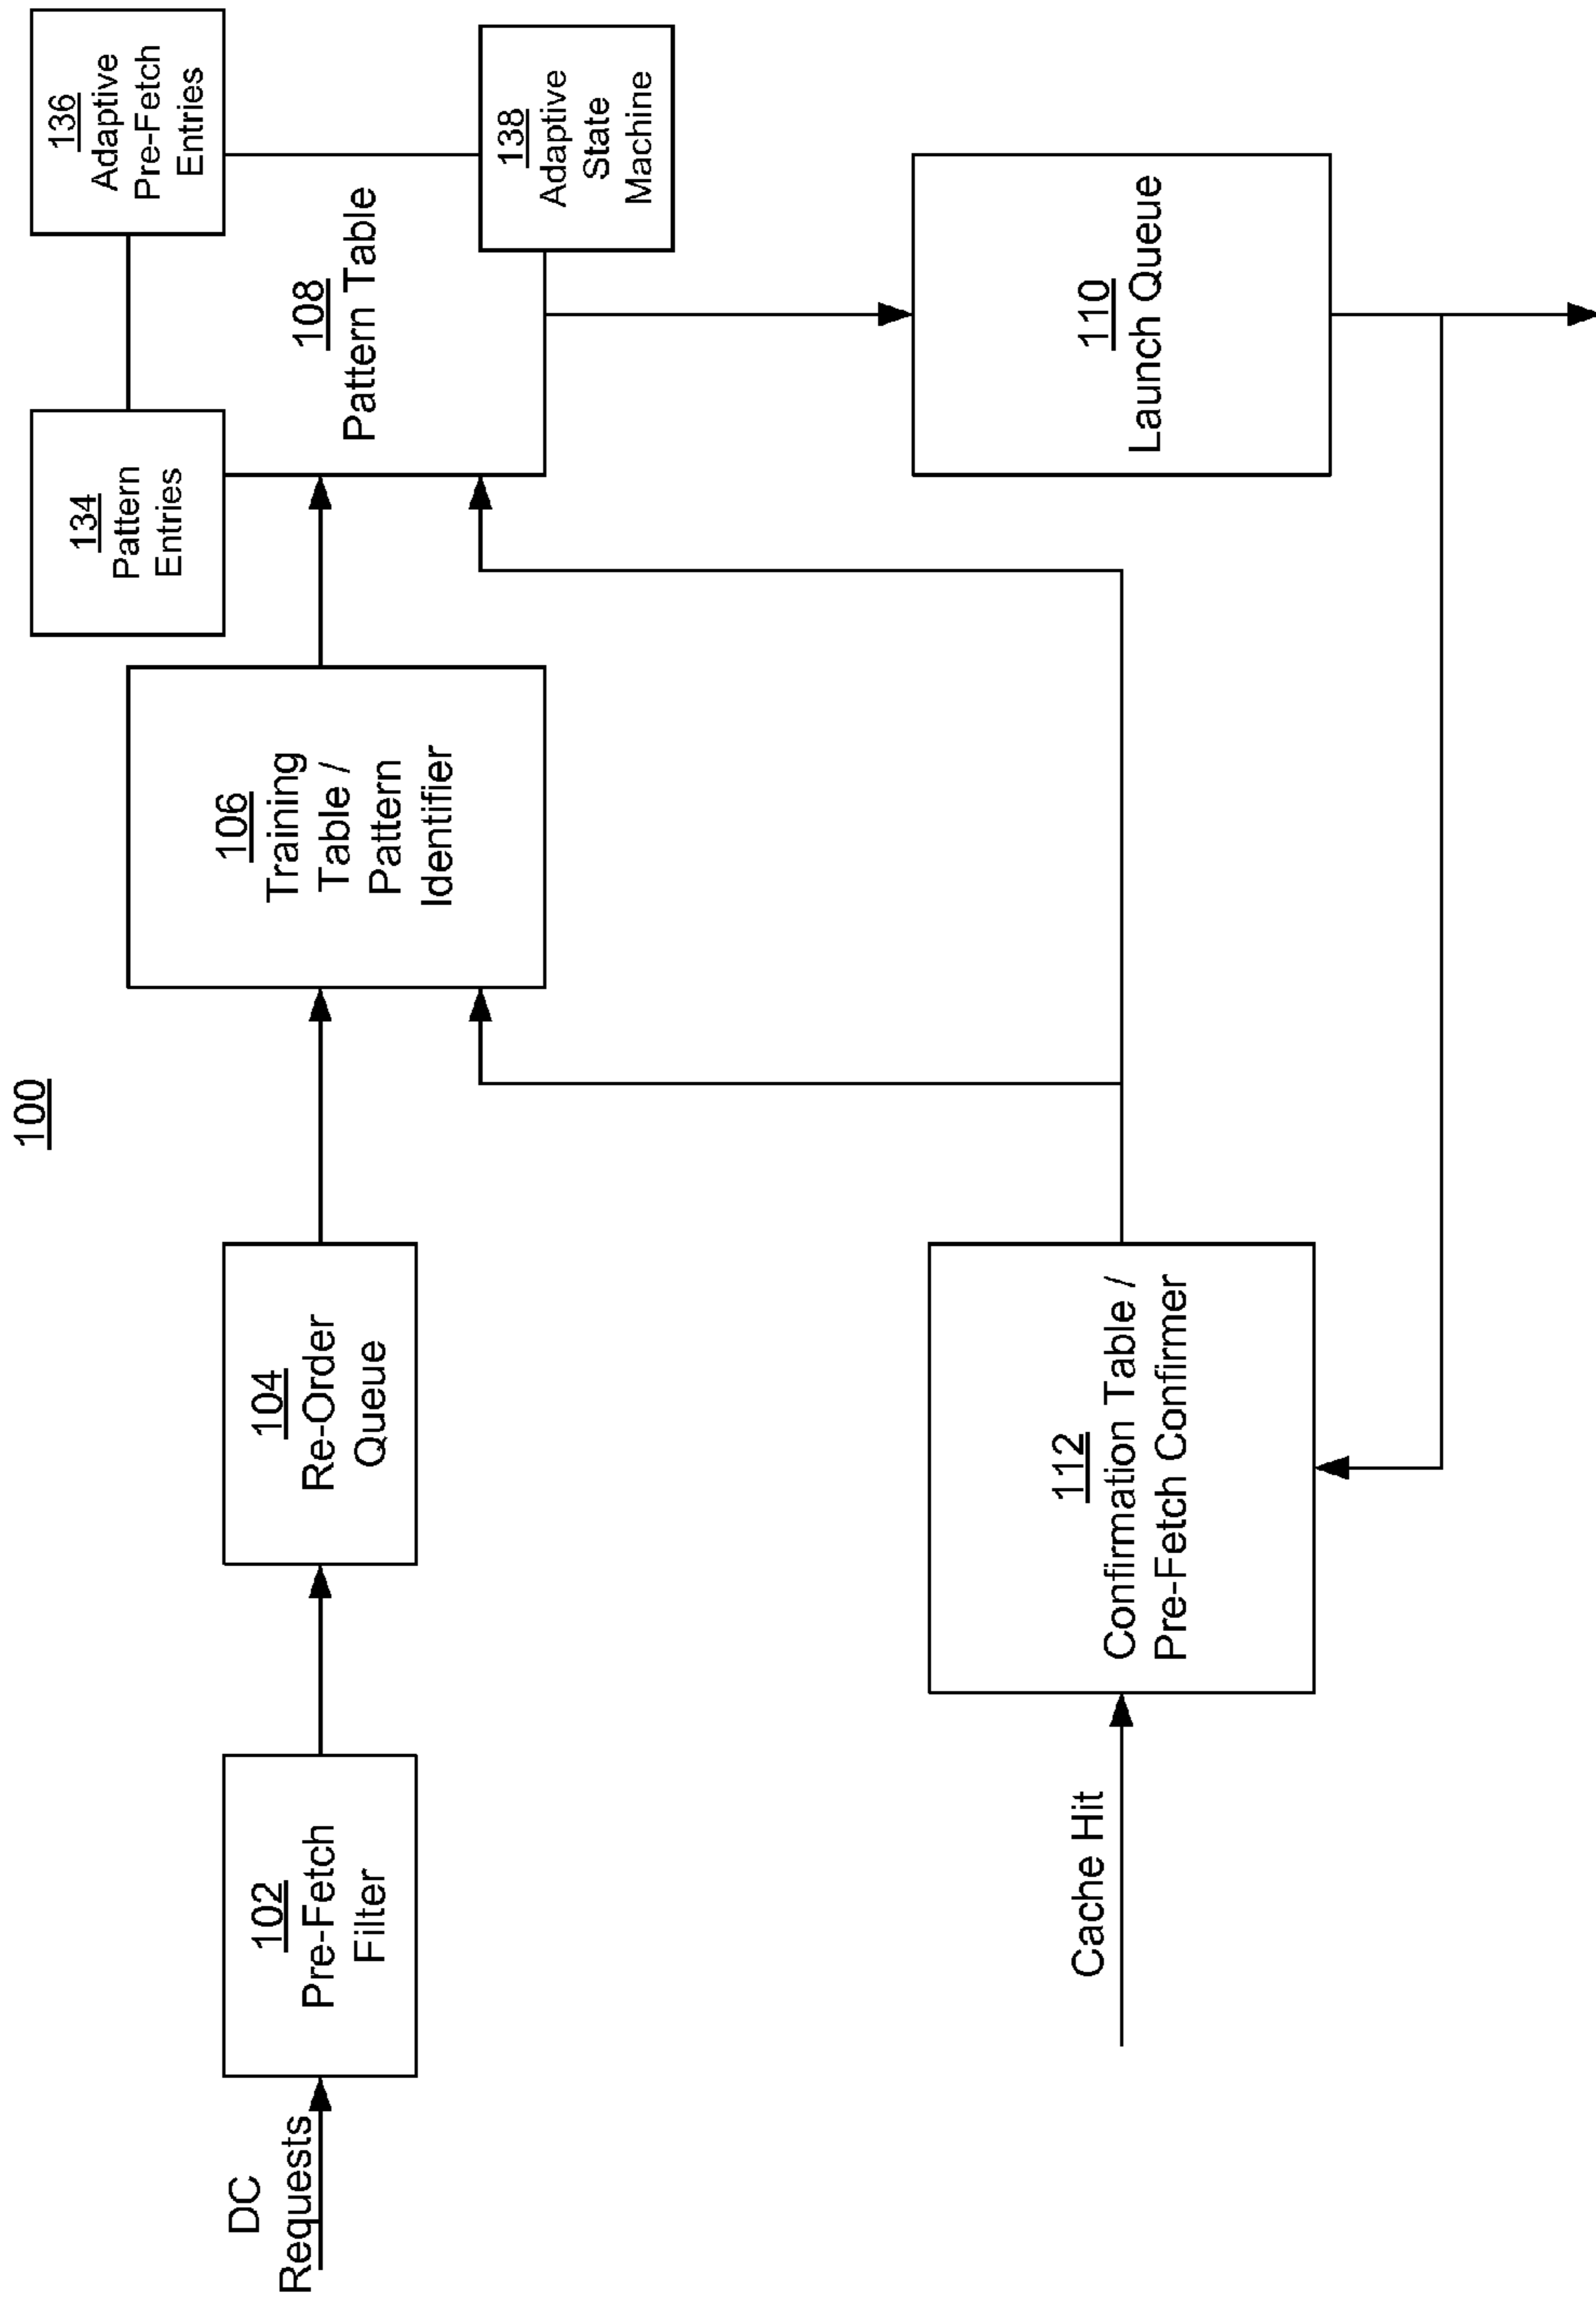 100
DC
Requests
102
Pre-Fetch
Filter
104
Re-Order
Queue
106
Training
Table /
Pattern
Identifier
134
Pattern
Entries
136
Adaptive
Pre-Fetch
Entries
108
Pattern Table
138
Adaptive
State
Machine
Cache Hit
112
Confirmation Table /
Pre-Fetch Confirmer
110
Launch Queue